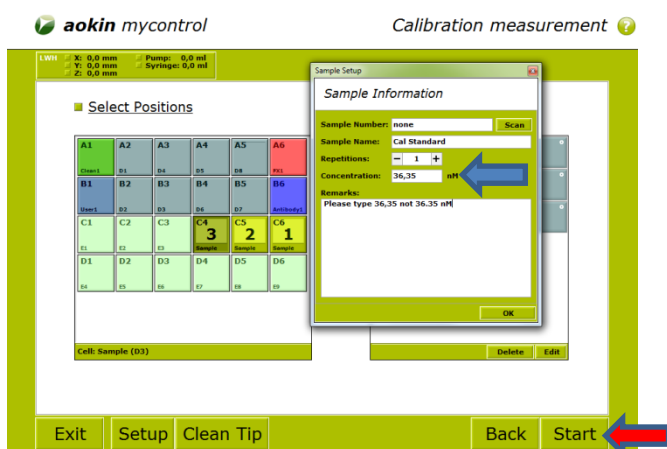 aokin mycontrol
Calibration measurement ?
LWH X: 0,0 mm Pump: 0,0 ml
Y: 0,0 mm Syringe: 0,0 ml
Z: 0,0 mm
Select Positions
A1 A2 A3 A4 A5 A6
Clean1 D1 D4 D5 D8 PX1
B1 B2 B3 B4 B5 B6
User1 D2 D3 D6 D7 Antibody1
C1 C2 C3 C4 C5 C6
3 2 1
E1 E2 E3 Sample Sample Sample
D1 D2 D3 D4 D5 D6
E4 E5 E6 E7 E8 E9
Cell: Sample (D3)
Sample Setup
Sample Information
Sample Number: none Scan
Sample Name: Cal Standard
Repetitions: − 1 +
Concentration: 36,35 nM
Remarks:
Please type 36,35 not 36.35 nM
OK
Delete Edit
Exit Setup Clean Tip Back Start